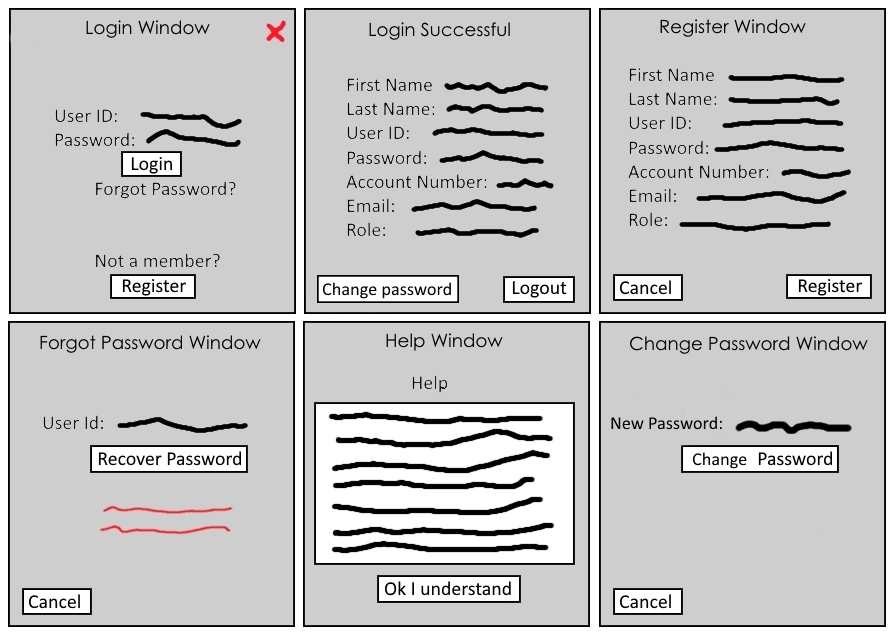 Login Window
User ID:
Password:
Login
Forgot Password?
Not a member?
Register
Login Successful
First Name
Last Name:
User ID:
Password:
Account Number:
Email:
Role:
Change password
Logout
Register Window
First Name
Last Name:
User ID:
Password:
Account Number:
Email:
Role:
Cancel
Register
Forgot Password Window
User Id:
Recover Password
Cancel
Help Window
Help
Ok I understand
Change Password Window
New Password:
Change Password
Cancel